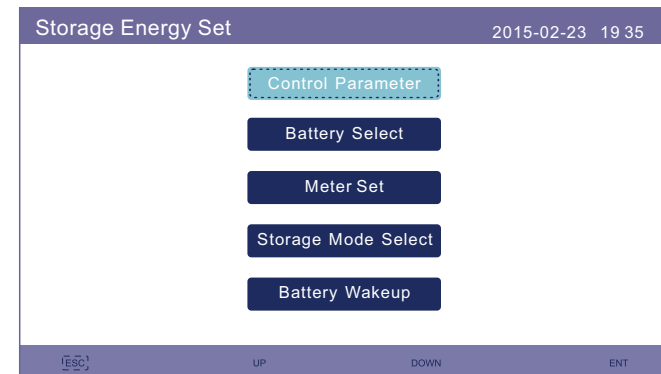 Storage Energy Set 2015-02-23 19 35
Control Parameter
Battery Select
Meter Set
Storage Mode Select
Battery Wakeup
ESC UP DOWN ENT